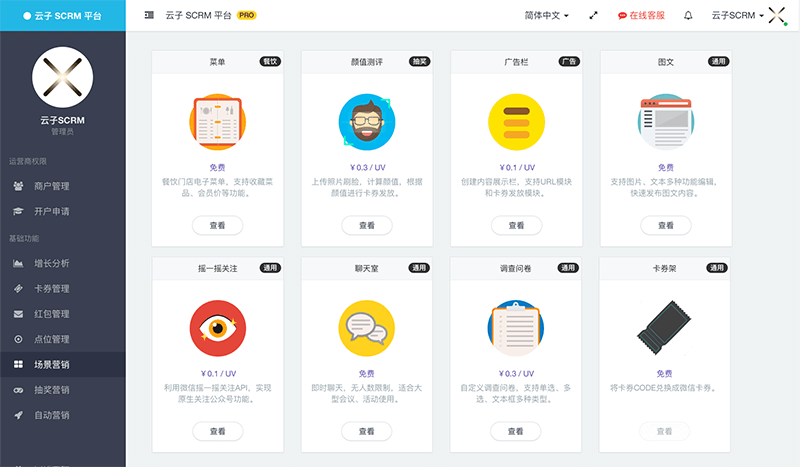 云子 SCRM 平台
云子 SCRM 平台 PRO
简体中文
在线客服
云子SCRM
云子SCRM
管理员
运营商权限
商户管理
开户申请
基础功能
增长分析
卡券管理
红包管理
点位管理
场景营销
抽奖营销
自动营销
菜单 餐饮
免费
餐饮门店电子菜单，支持收藏菜
品、会员价等功能。
查看
颜值测评 抽奖
¥ 0.3 / UV
上传照片刷脸，计算颜值，根据
颜值进行卡券发放。
查看
广告栏 广告
¥ 0.1 / UV
创建内容展示栏，支持URL模块
和卡券发放模块。
查看
图文 通用
免费
支持图片、文本多种功能编辑，
快速发布图文内容。
查看
摇一摇关注 通用
¥ 0.1 / UV
利用微信摇一摇关注API，实现
原生关注公众号功能。
查看
聊天室 通用
免费
即时聊天，无人数限制，适合大
型会议、活动使用。
查看
调查问卷 通用
¥ 0.3 / UV
自定义调查问卷，支持单选、多
选、文本框多种类型。
查看
卡券架 通用
免费
将卡券CODE兑换成微信卡券。
查看